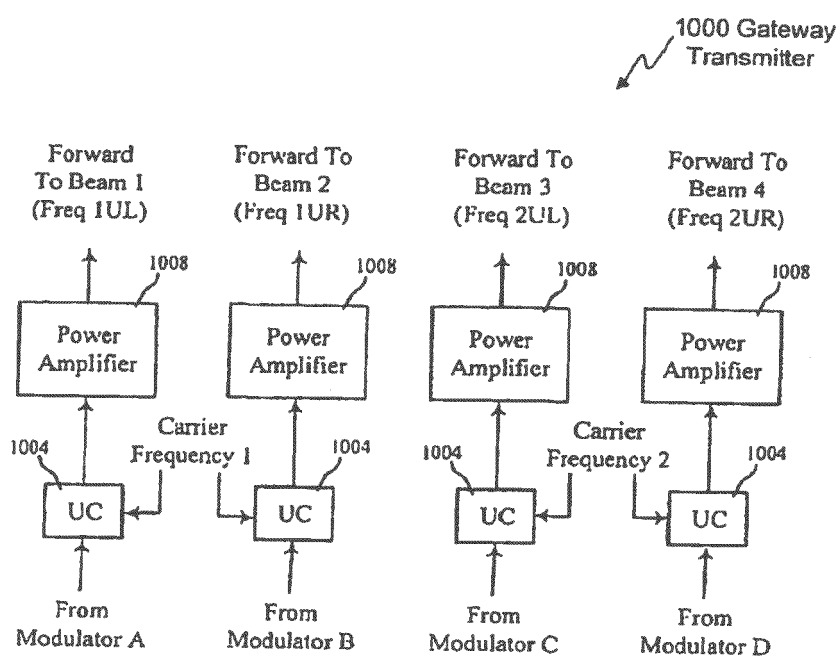 1000 Gateway
Transmitter
Forward
To Beam 1
(Freq 1UL)
Forward To
Beam 2
(Freq 1UR)
Forward To
Beam 3
(Freq 2UL)
Forward To
Beam 4
(Freq 2UR)
1008
1008
1008
1008
Power
Amplifier
Power
Amplifier
Power
Amplifier
Power
Amplifier
1004
Carrier
Frequency 1
1004
1004
Carrier
Frequency 2
1004
UC
UC
UC
UC
From
Modulator A
From
Modulator B
From
Modulator C
From
Modulator D